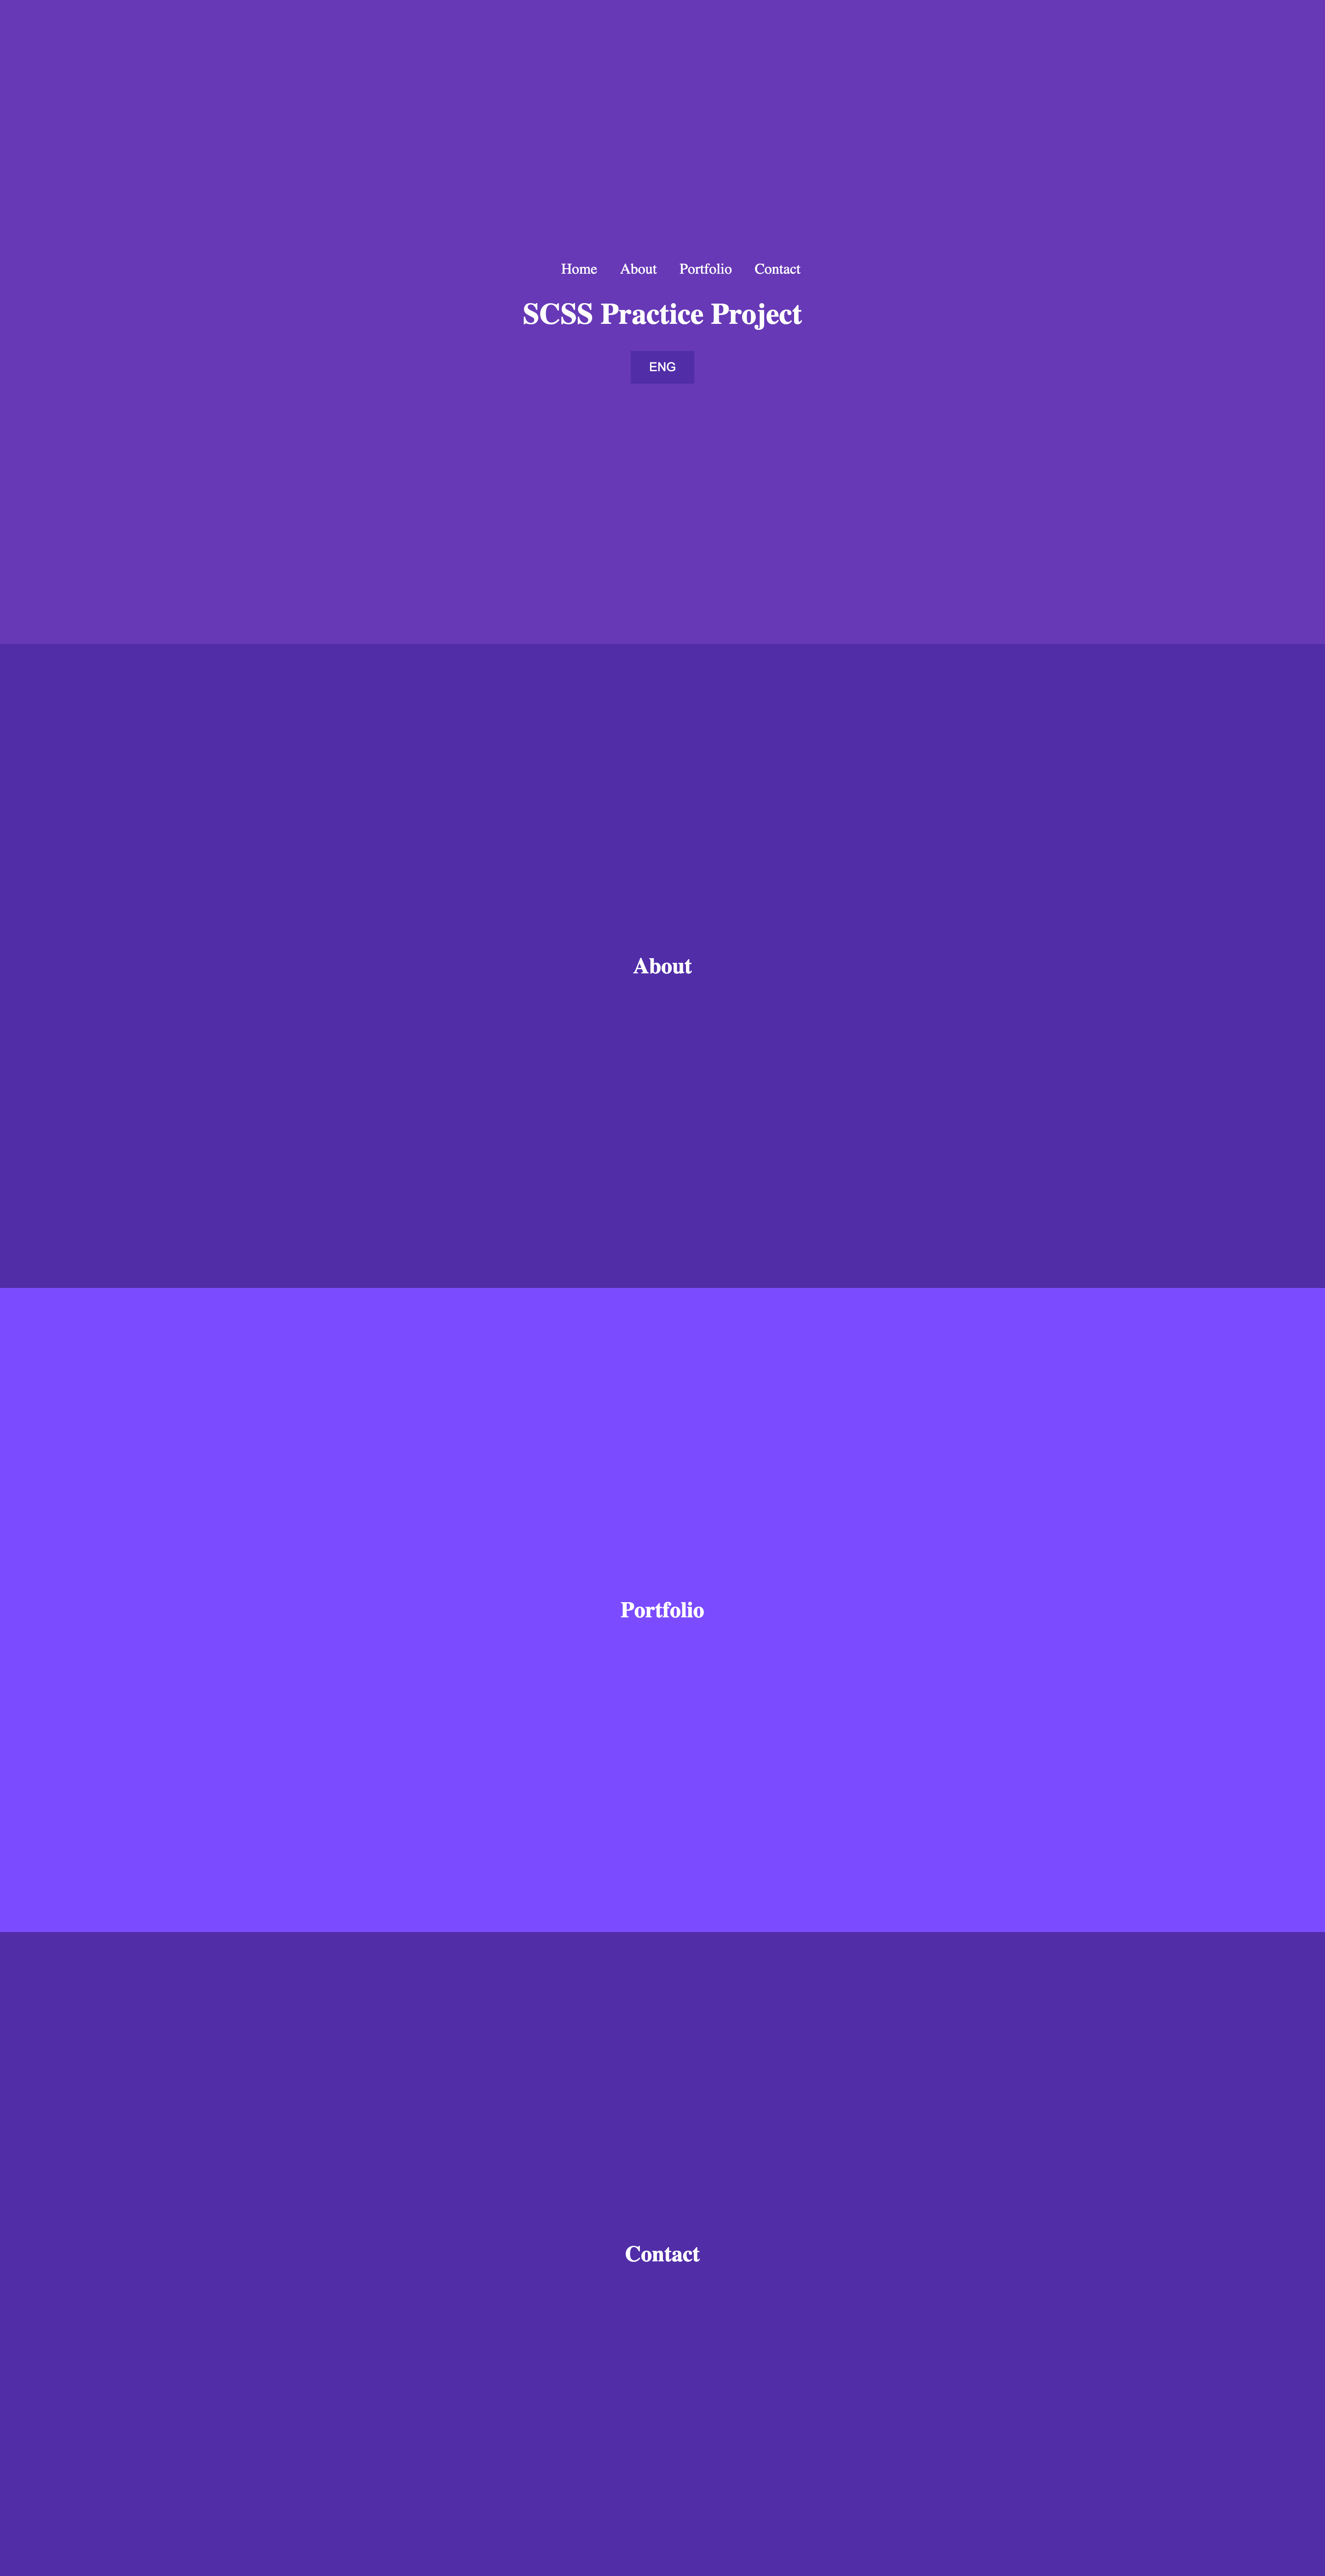 Home About Portfolio Contact
SCSS Practice Project
ENG
About
Portfolio
Contact